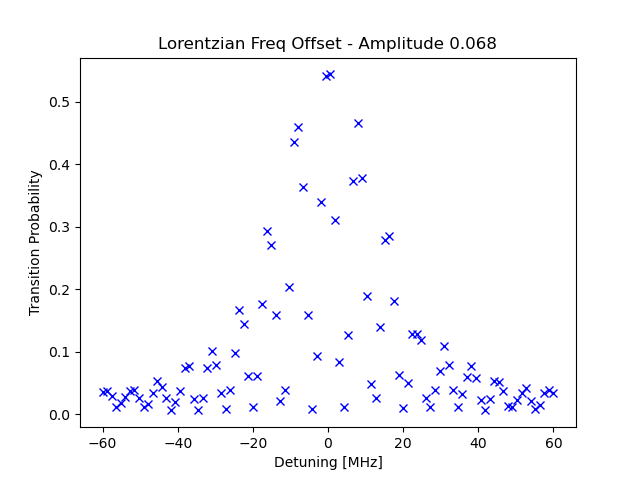 Lorentzian Freq Offset - Amplitude 0.068
Transition Probability
0.5
0.4
0.3
0.2
0.1
0.0
−60 −40 −20 0 20 40 60
Detuning [MHz]